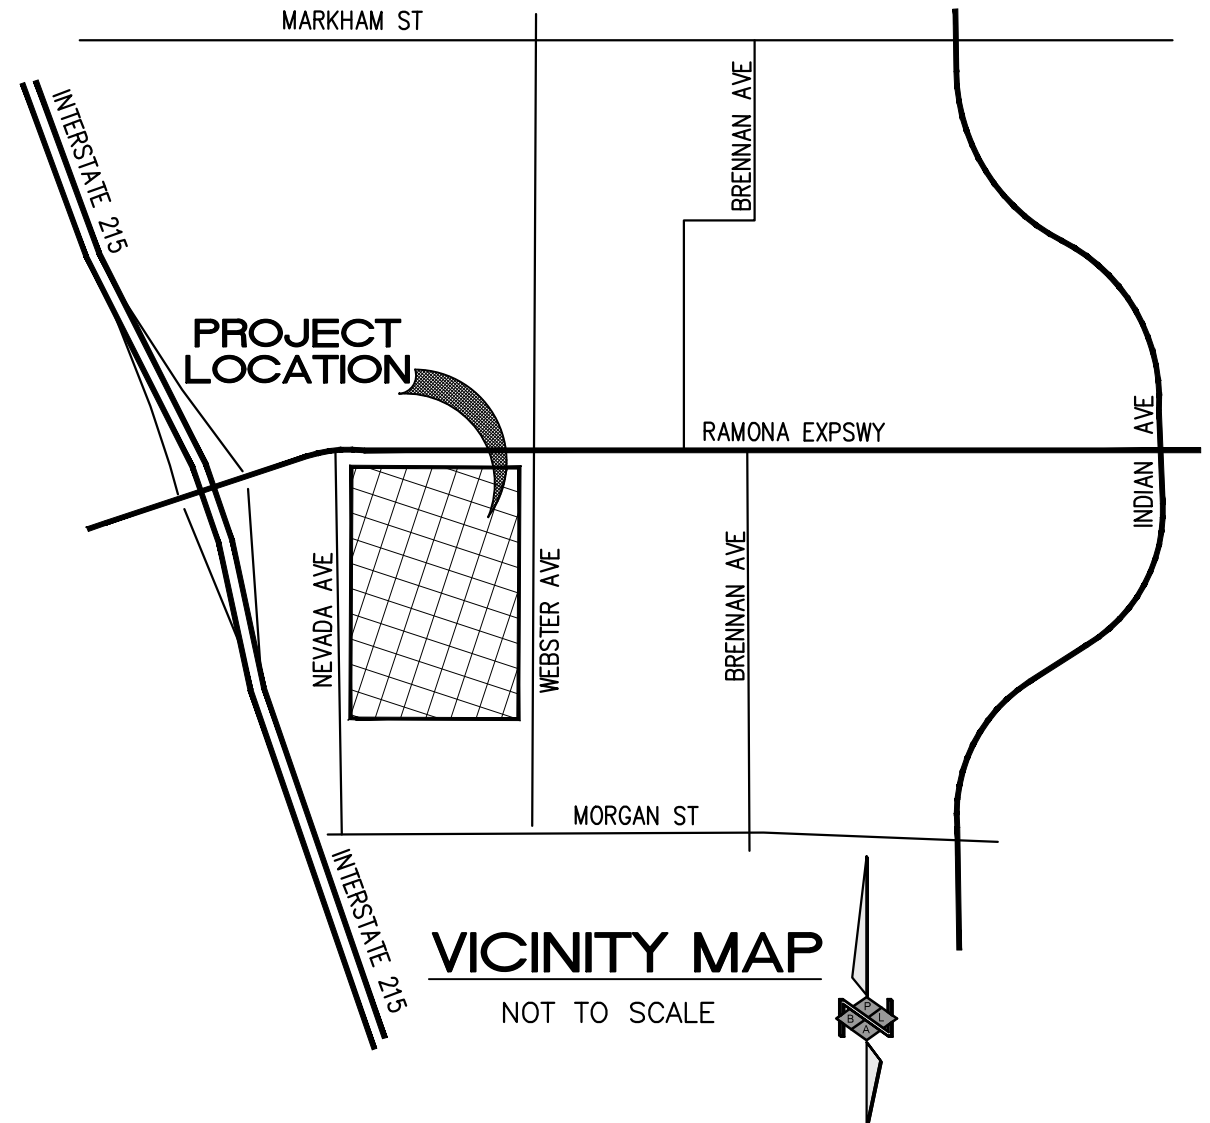 MARKHAM ST
BRENNAN AVE
INTERSTATE 215
PROJECT
LOCATION
RAMONA EXPSWY
INDIAN AVE
NEVADA AVE
WEBSTER AVE
BRENNAN AVE
MORGAN ST
INTERSTATE 215
VICINITY MAP
NOT TO SCALE
P
B L
A